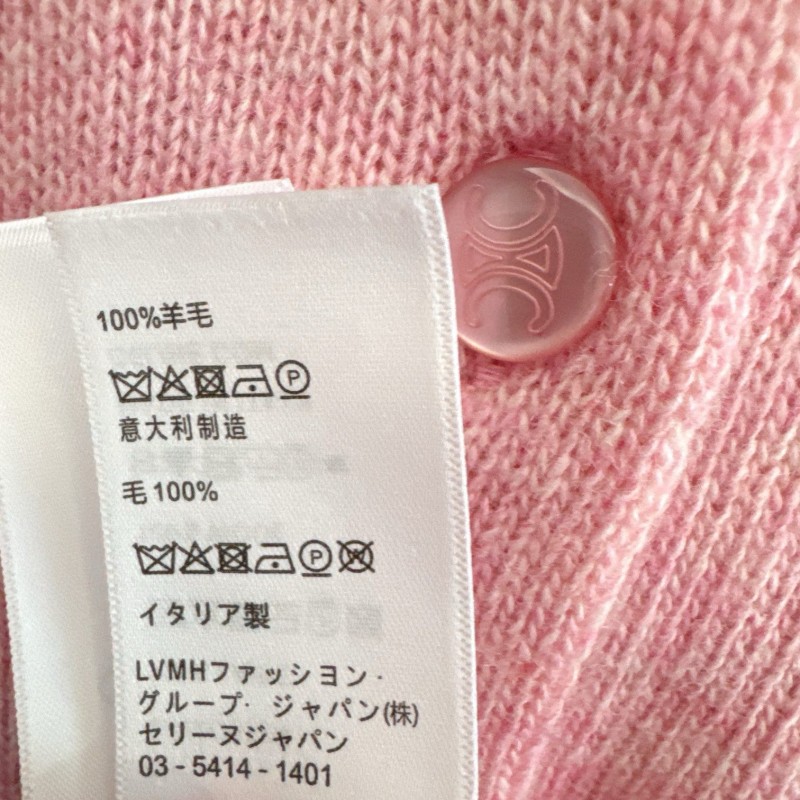 100%羊毛
P
意大利制造
毛100%
P W
イタリア製
LVMHファッション·
グループ· ジャパン(株)
セリーヌジャパン
03-5414-1401